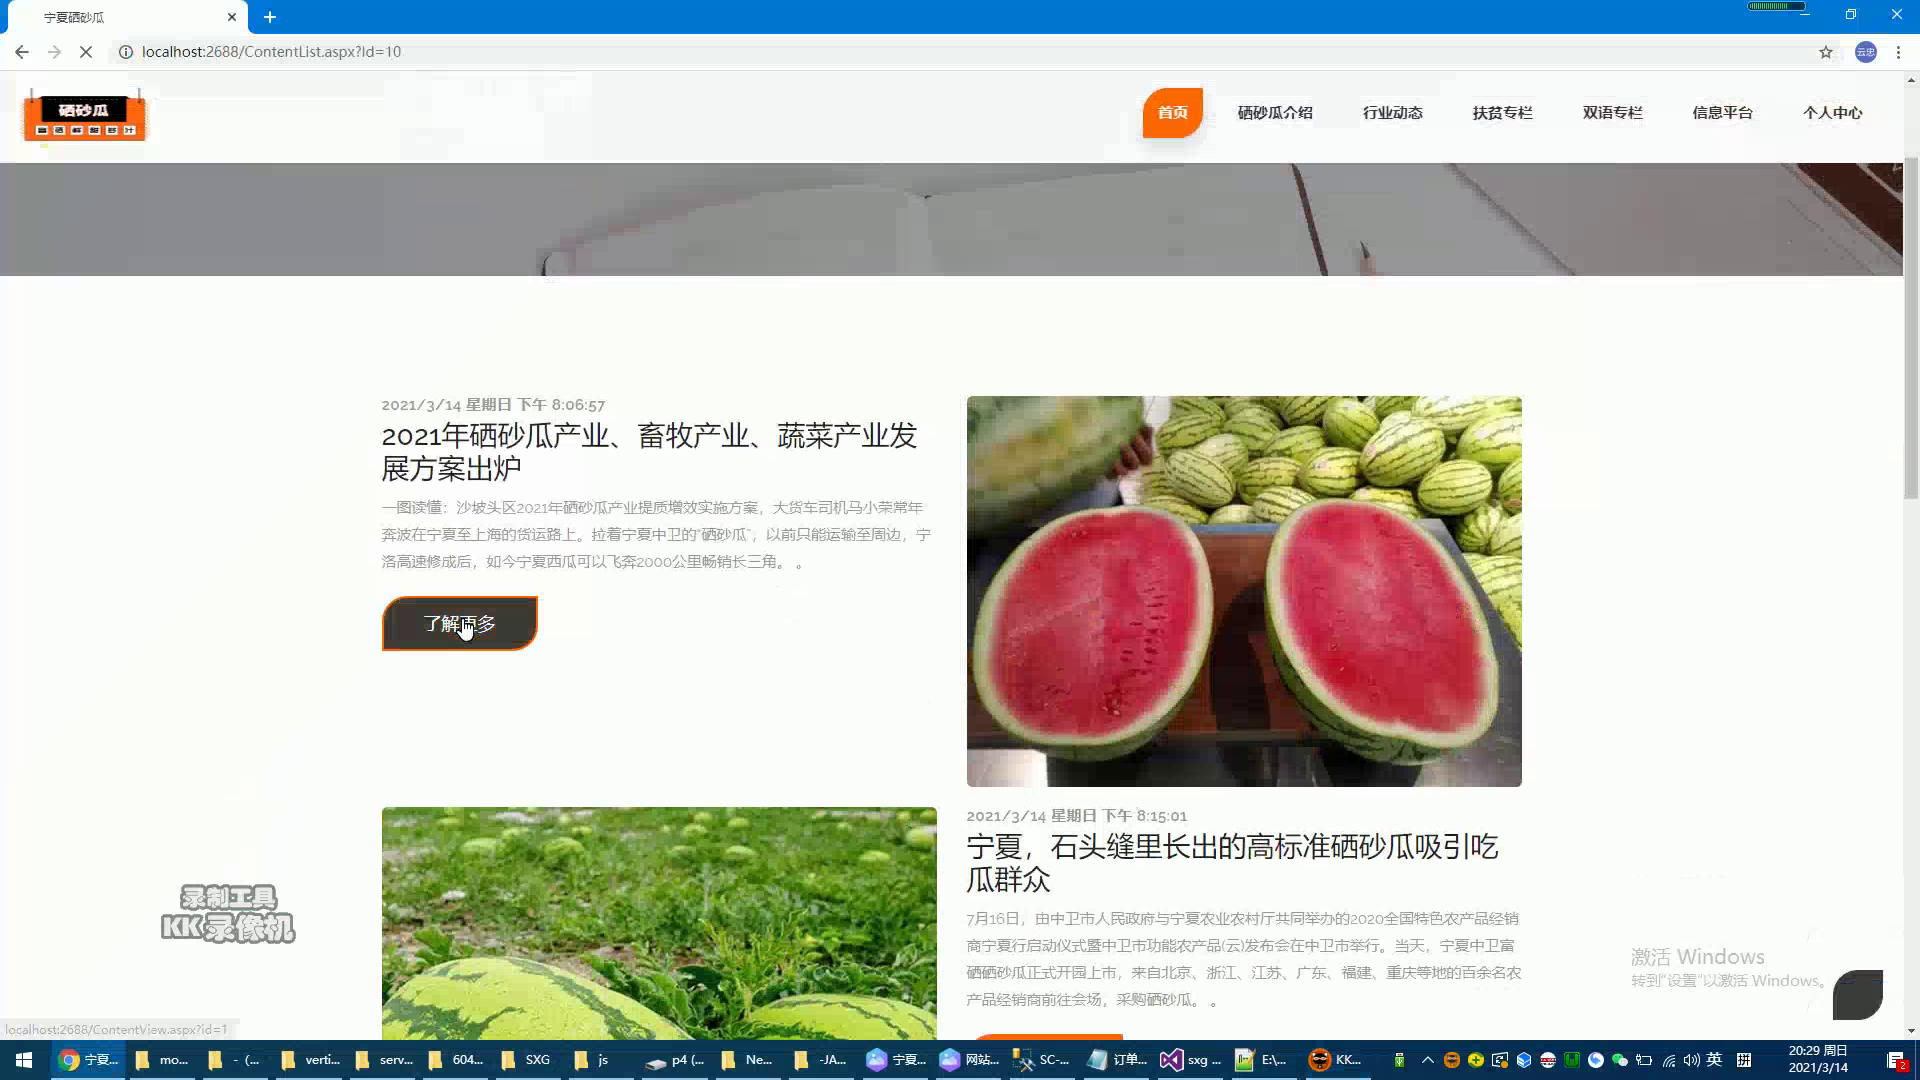 宁夏硒砂瓜
localhost:2688/ContentList.aspx?Id=10
云忠
硒砂瓜
首页
硒砂瓜介绍
行业动态
扶贫专栏
双语专栏
信息平台
个人中心
2021/3/14 星期日 下午 8:06:57
2021年硒砂瓜产业、畜牧产业、蔬菜产业发
展方案出炉
一图读懂：沙坡头区2021年硒砂瓜产业提质增效实施方案，大货车司机马小荣常年
奔波在宁夏至上海的货运路上。拉着宁夏中卫的“硒砂瓜”，以前只能运输至周边，宁
洛高速修成后，如今宁夏西瓜可以飞奔2000公里畅销长三角。 。
了解更多
2021/3/14 星期日 下午 8:15:01
宁夏，石头缝里长出的高标准硒砂瓜吸引吃
瓜群众
7月16日，由中卫市人民政府与宁夏农业农村厅共同举办的2020全国特色农产品经销
商宁夏行启动仪式暨中卫市功能农产品(云)发布会在中卫市举行。当天，宁夏中卫富
硒硒砂瓜正式开园上市，来自北京、浙江、江苏、广东、福建、重庆等地的百余名农
产品经销商前往会场，采购硒砂瓜。 。
录制工具
KK录像机
激活 Windows
转到“设置”以激活 Windows。
localhost:2688/ContentView.aspx?id=1
宁夏...
mo...
- (...
verti...
serv...
604...
SXG
js
p4 (...
Ne...
-JA...
宁夏...
网站...
SC-...
订单...
sxg ...
E:\...
KK...
英
拼
20:29 周日
2021/3/14
2